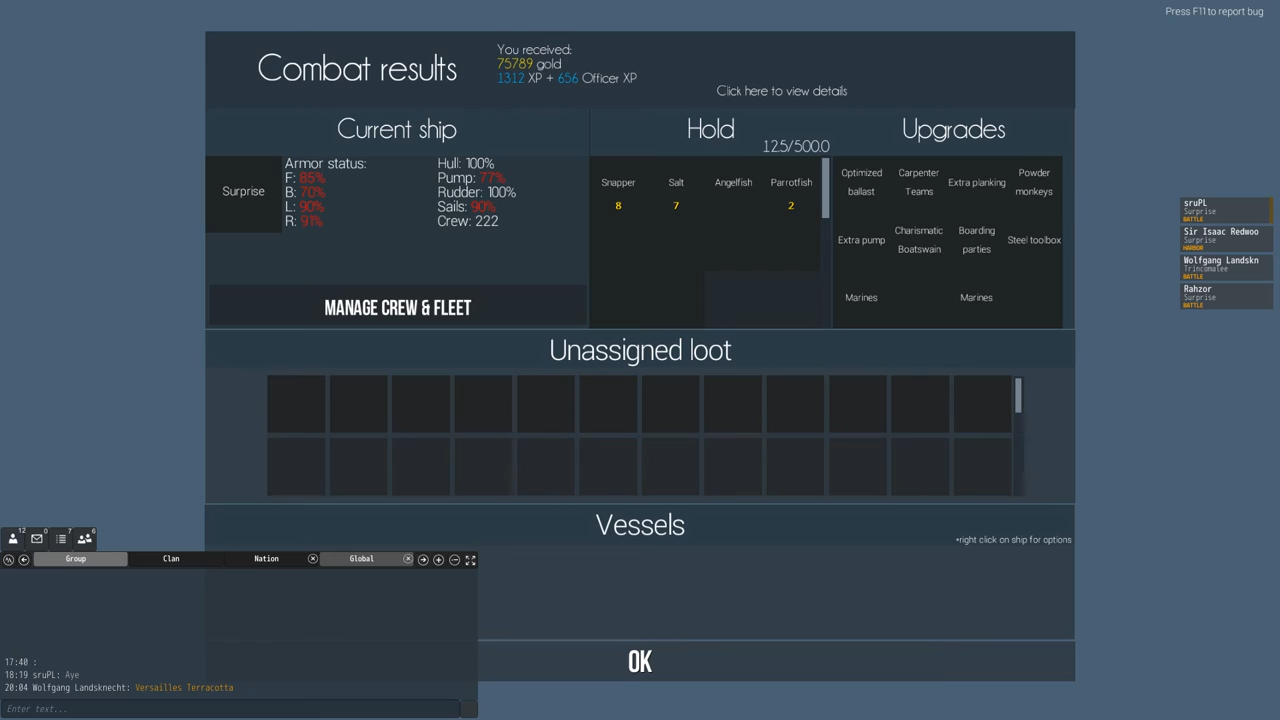 Press F11 to report bug
Combat results
You received:
75789 gold
1312 XP + 656 Officer XP
Click here to view details
Current ship
Hold
12.5/500.0
Upgrades
Surprise
Armor status:
F: 85%
B: 70%
L: 90%
R: 91%
Hull: 100%
Pump: 77%
Rudder: 100%
Sails: 90%
Crew: 222
Snapper
8
Salt
7
Angelfish
Parrotfish
2
Optimized ballast
Carpenter Teams
Extra planking
Powder monkeys
Extra pump
Charismatic Boatswain
Boarding parties
Steel toolbox
Marines
Marines
MANAGE CREW & FLEET
sruPL
Surprise
BATTLE
Sir Isaac Redwoo
Surprise
HARBOR
Wolfgang Landskn
Trincomalee
BATTLE
Rahzor
Surprise
BATTLE
Unassigned loot
Vessels
*right click on ship for options
12
0
7
6
Group
Clan
Nation
Global
17:40 :
18:19 sruPL: Aye
20:04 Wolfgang Landsknecht: Versailles Terracotta
Enter text...
OK